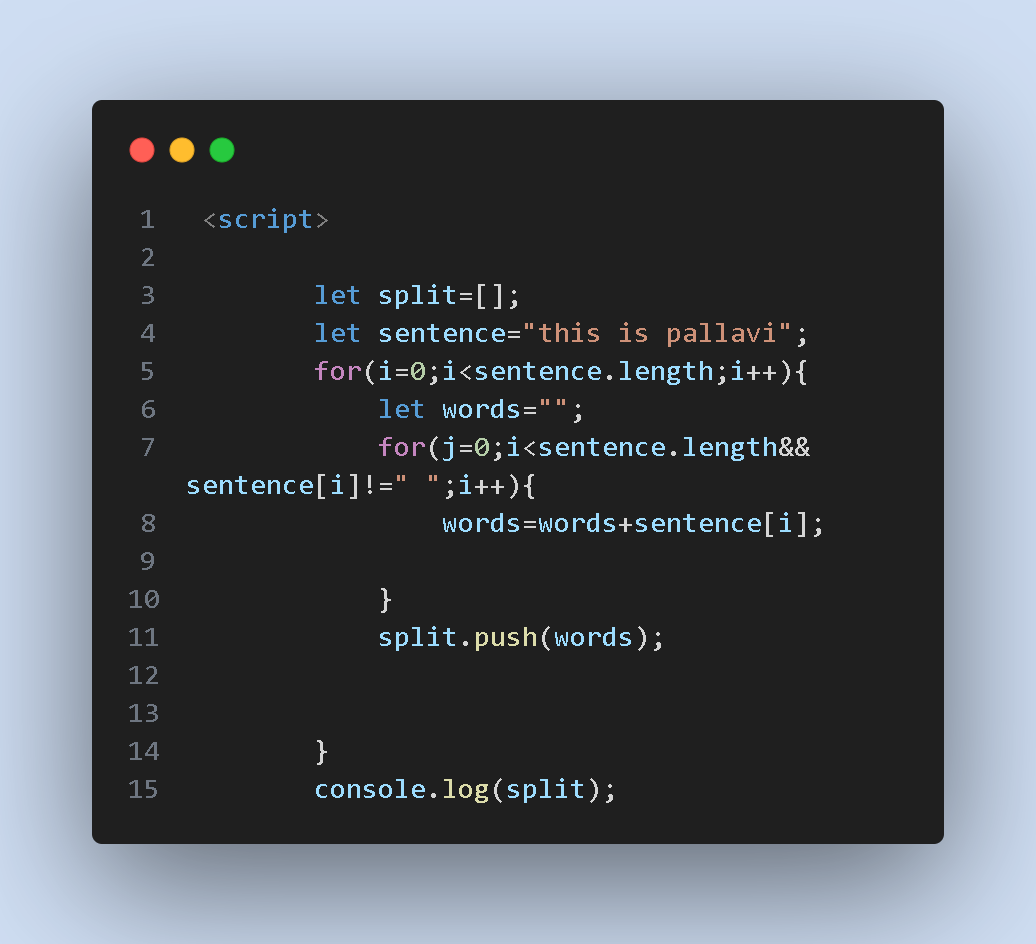 1 <script>
2
3 let split=[];
4 let sentence="this is pallavi";
5 for(i=0;i<sentence.length;i++){
6 let words="";
7 for(j=0;i<sentence.length&&
sentence[i]!=" ";i++){
8 words=words+sentence[i];
9
10 }
11 split.push(words);
12
13
14 }
15 console.log(split);